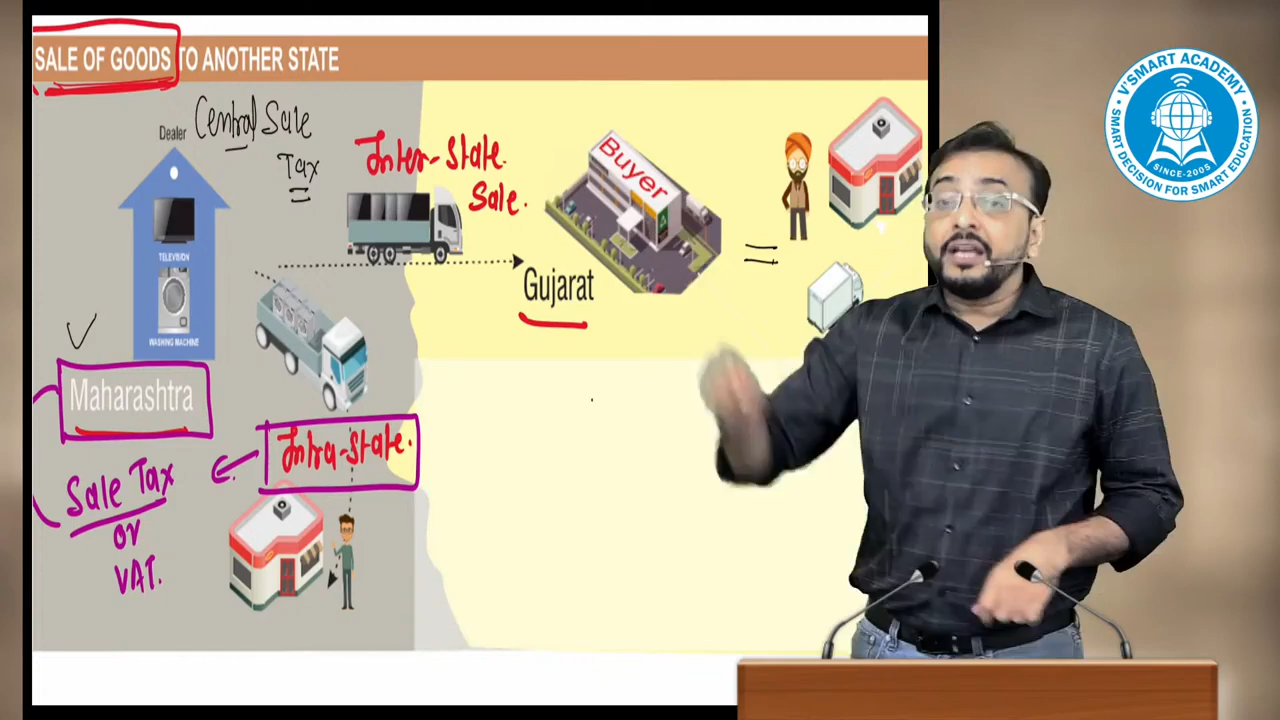 SALE OF GOODS TO ANOTHER STATE
Dealer
Central Sale
Tax
Inter-State
Sale.
Buyer
TELEVISION
WASHING MACHINE
Gujarat
Maharashtra
Intra-State.
Sale Tax
or
VAT.
V'SMART ACADEMY
SINCE-2005
SMART DECISION FOR SMART EDUCATION